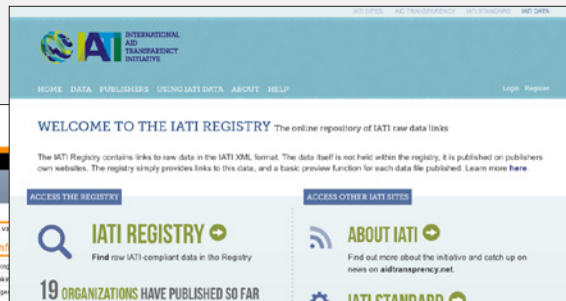 IATI SITES AID TRANSPARENCY IATI STANDARD IATI DATA
IATI
INTERNATIONAL
AID
TRANSPARENCY
INITIATIVE
HOME DATA PUBLISHERS USING IATI DATA ABOUT HELP
Login Register
WELCOME TO THE IATI REGISTRY The online repository of IATI raw data links
The IATI Registry contains links to raw data in the IATI XML format. The data itself is not held within the registry, it is published on publishers
own websites. The registry simply provides links to this data, and a basic preview function for each data file published. Learn more here.
ACCESS THE REGISTRY
IATI REGISTRY
Find raw IATI-compliant data in the Registry
19 ORGANIZATIONS HAVE PUBLISHED SO FAR
ACCESS OTHER IATI SITES
ABOUT IATI
Find out more about the initiative and catch up on
news on aidtransprency.net.
IATI STANDARD